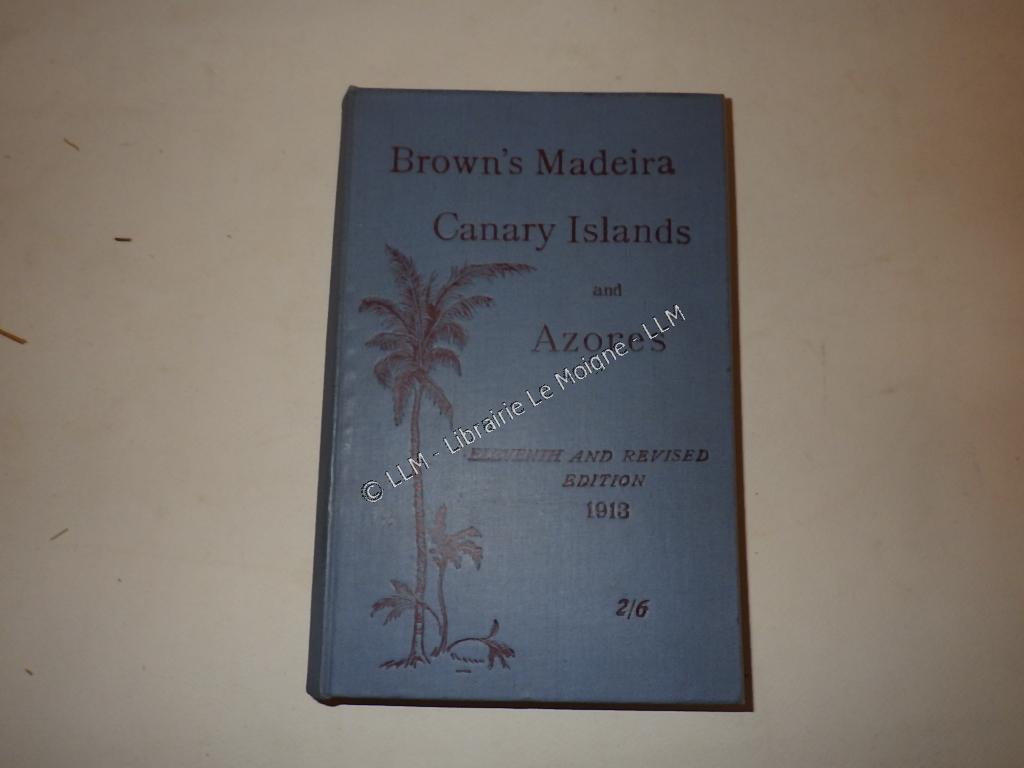 Brown's Madeira
Canary Islands
and
Azores
© LLM - Librairie Le Moigne - LLM
ELEVENTH AND REVISED
EDITION
1913
2/6